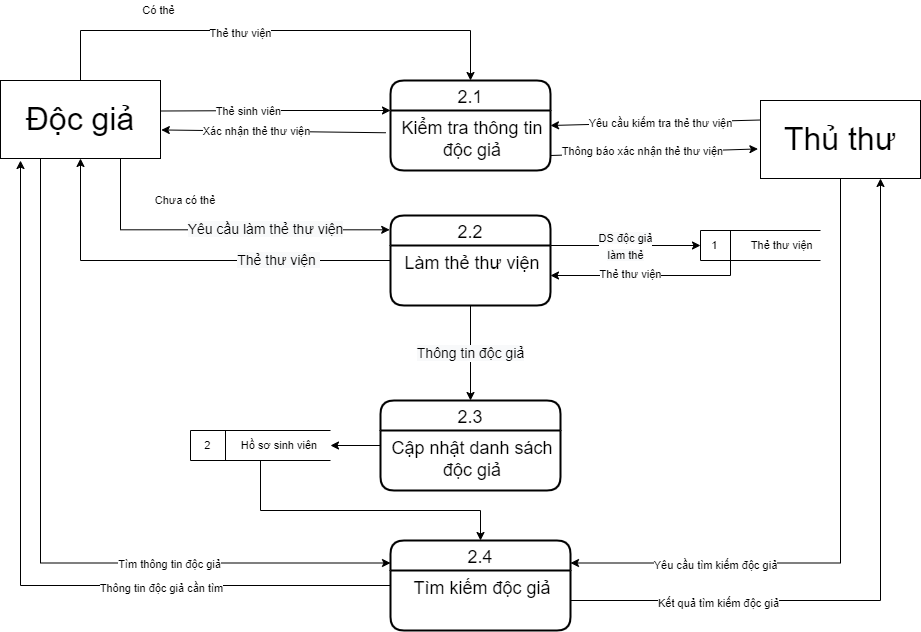 Có thẻ
Thẻ thư viện
2.1
Độc giả
Thẻ sinh viên
Xác nhận thẻ thư viện
Kiểm tra thông tin
độc giả
Yêu cầu kiểm tra thẻ thư viện
Thông báo xác nhận thẻ thư viện
Thủ thư
Chưa có thẻ
Yêu cầu làm thẻ thư viện
Thẻ thư viện
2.2
Làm thẻ thư viện
DS độc giả
làm thẻ
Thẻ thư viện
1
Thẻ thư viện
Thông tin độc giả
2.3
Cập nhật danh sách
độc giả
2
Hồ sơ sinh viên
2.4
Tìm kiếm độc giả
Tìm thông tin độc giả
Thông tin độc giả cần tìm
Yêu cầu tìm kiếm độc giả
Kết quả tìm kiếm độc giả